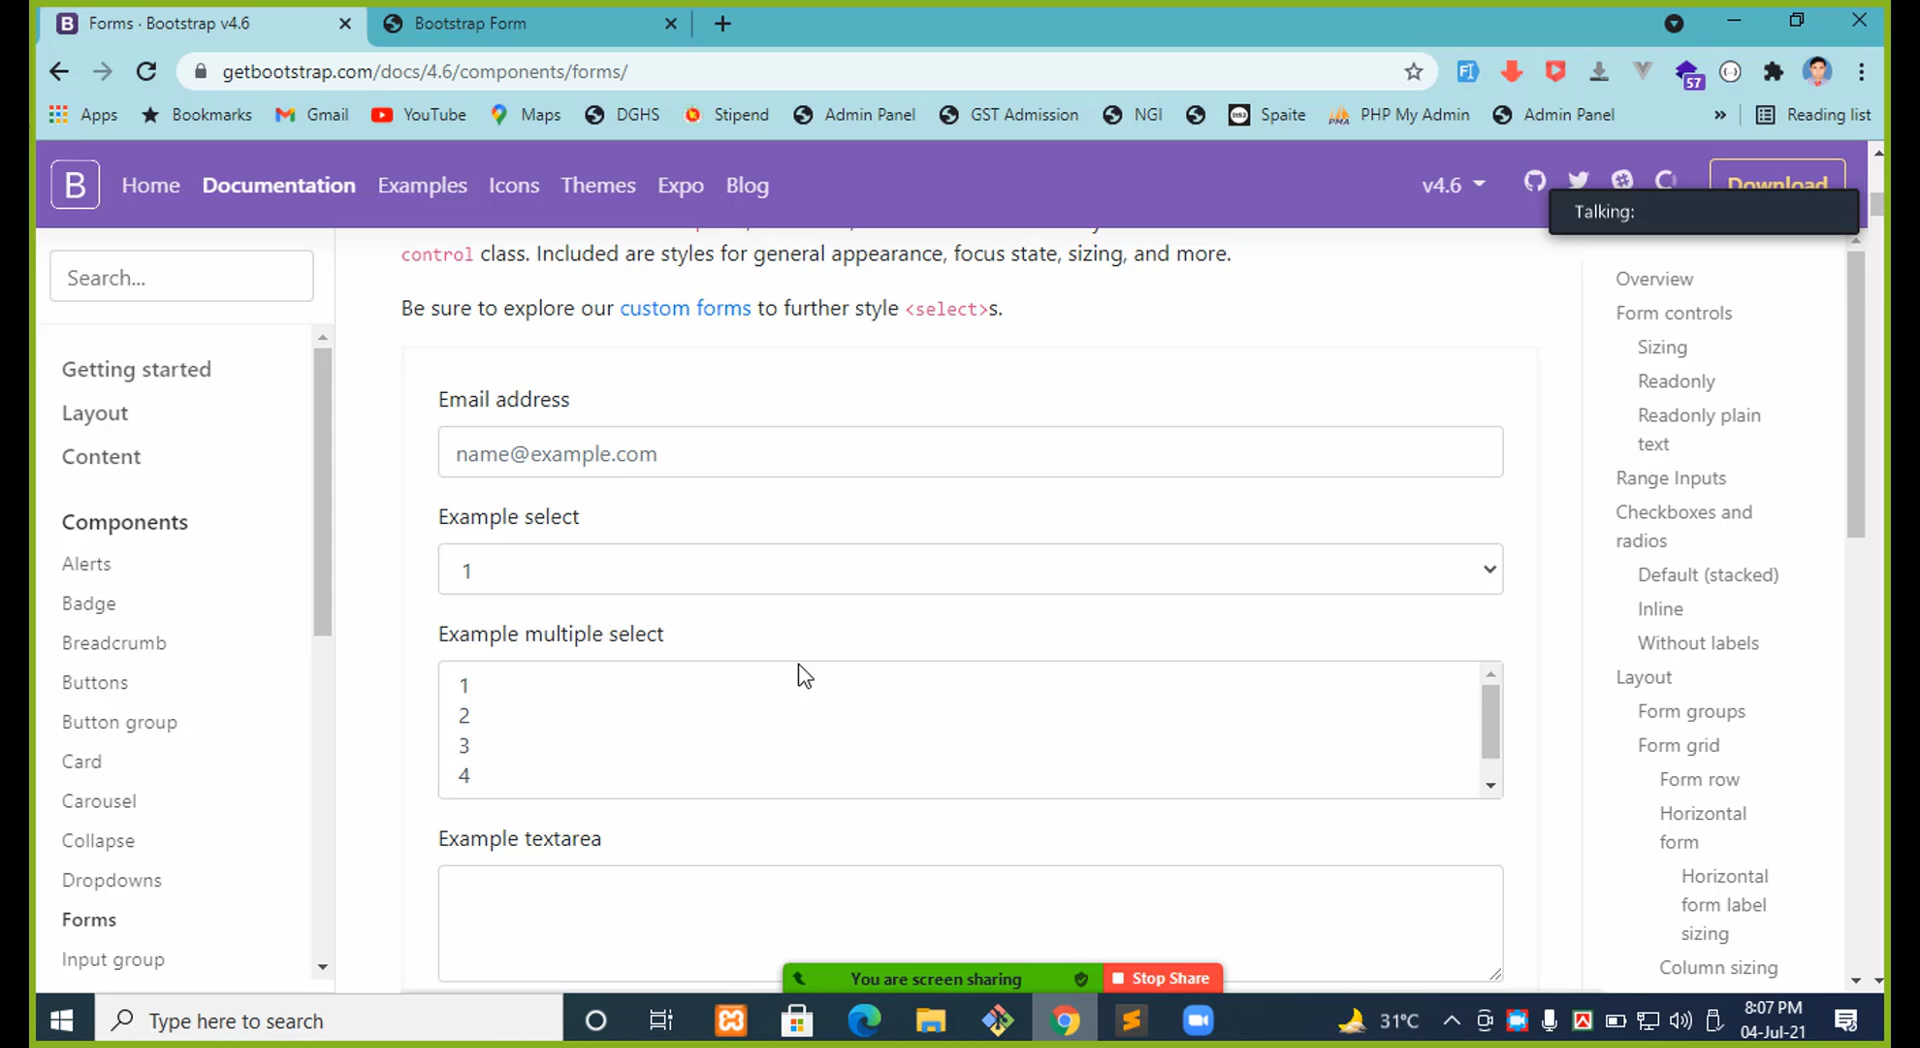 Forms · Bootstrap v4.6
Bootstrap Form
getbootstrap.com/docs/4.6/components/forms/
57
Apps
Bookmarks
Gmail
YouTube
Maps
DGHS
Stipend
Admin Panel
GST Admission
NGI
Spaite
PHP My Admin
Admin Panel
»
Reading list
B
Home
Documentation
Examples
Icons
Themes
Expo
Blog
v4.6
Download
Talking:
Search...
Getting started
Layout
Content
Components
Alerts
Badge
Breadcrumb
Buttons
Button group
Card
Carousel
Collapse
Dropdowns
Forms
Input group
control class. Included are styles for general appearance, focus state, sizing, and more.
Be sure to explore our custom forms to further style <select>s.
Email address
name@example.com
Example select
1
Example multiple select
1
2
3
4
Example textarea
Overview
Form controls
Sizing
Readonly
Readonly plain
text
Range Inputs
Checkboxes and
radios
Default (stacked)
Inline
Without labels
Layout
Form groups
Form grid
Form row
Horizontal
form
Horizontal
form label
sizing
Column sizing
You are screen sharing
Stop Share
Type here to search
31°C
8:07 PM
04-Jul-21